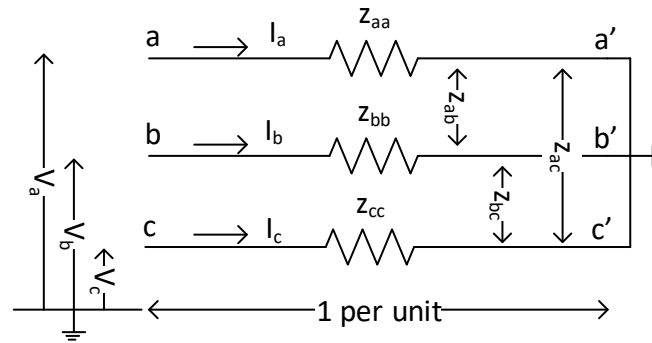 a I_a z_aa a’
z_ab
b I_b z_bb z_ac b’
V_a
z_bc
V_b
c I_c z_cc c’
V_c
1 per unit